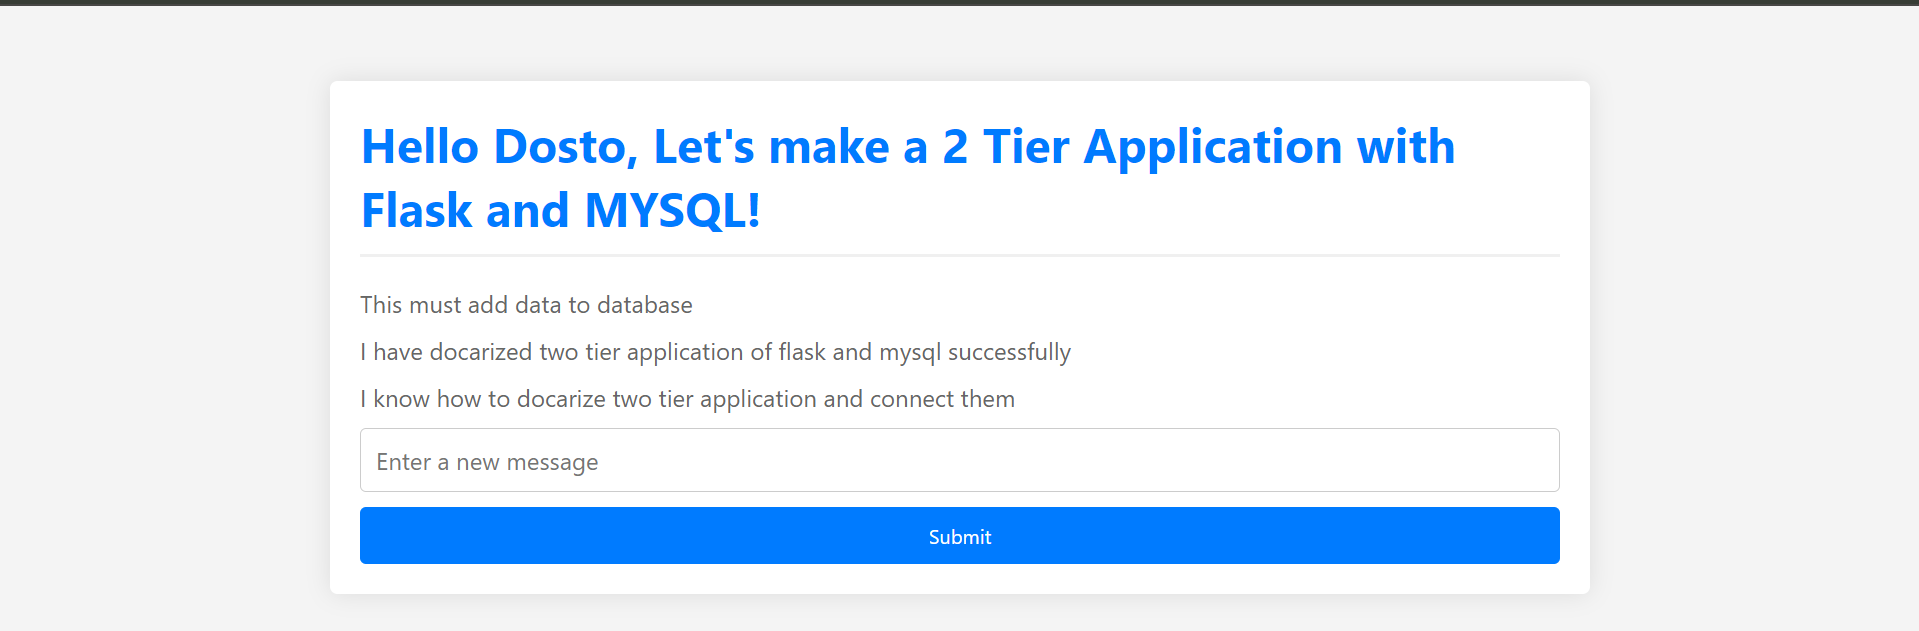 Hello Dosto, Let's make a 2 Tier Application with
Flask and MYSQL!
This must add data to database
I have docarized two tier application of flask and mysql successfully
I know how to docarize two tier application and connect them
Enter a new message
Submit